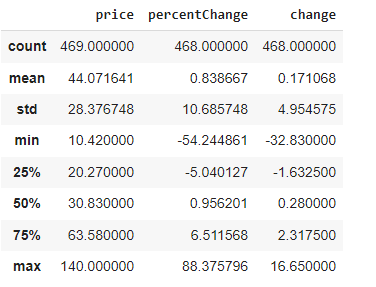 price percentChange change
count 469.000000 468.000000 468.000000
mean 44.071641 0.838667 0.171068
std 28.376748 10.685748 4.954575
min 10.420000 -54.244861 -32.830000
25% 20.270000 -5.040127 -1.632500
50% 30.830000 0.956201 0.280000
75% 63.580000 6.511568 2.317500
max 140.000000 88.375796 16.650000